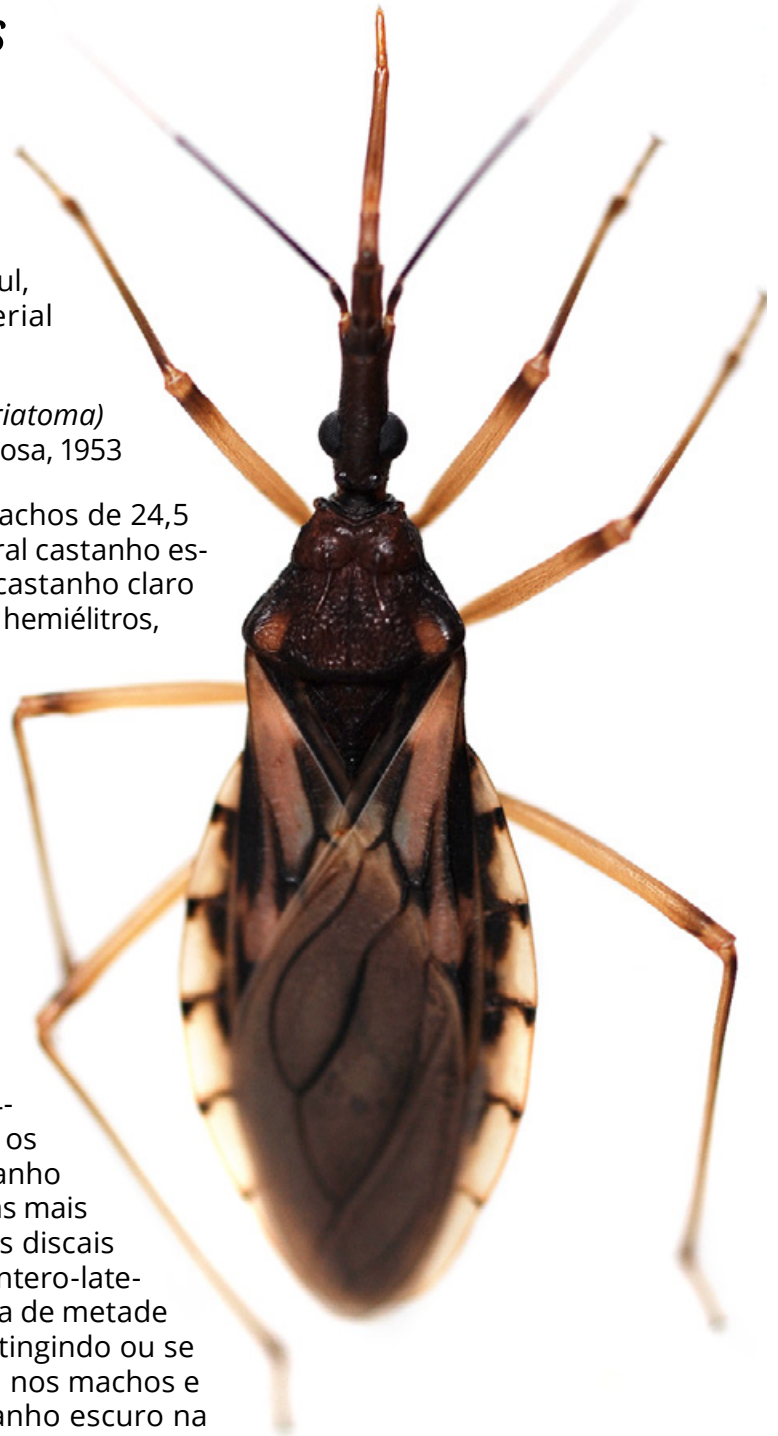 s
ul,
erial
riatoma)
osa, 1953
achos de 24,5
ral castanho es-
castanho claro
hemiélitros,
os
anho
as mais
s discais
ntero-late-
a de metade
tingindo ou se
nos machos e
anho escuro na